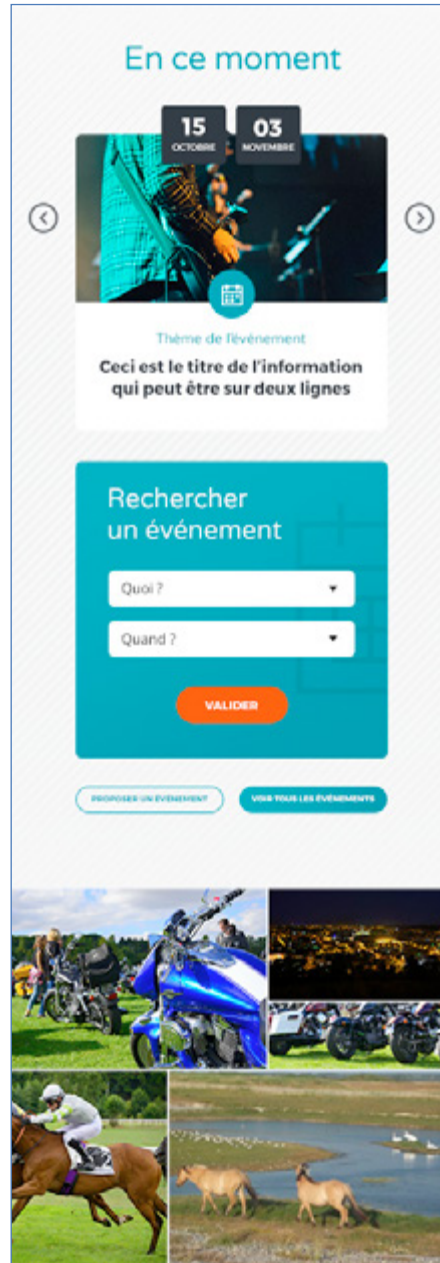 En ce moment
15 03
OCTOBRE NOVEMBRE
Thème de l'événement
Ceci est le titre de l'information
qui peut être sur deux lignes
Rechercher
un événement
Quoi ?
Quand ?
VALIDER
PROPOSER UN ÉVÉNEMENT VOIR TOUS LES ÉVÉNEMENTS